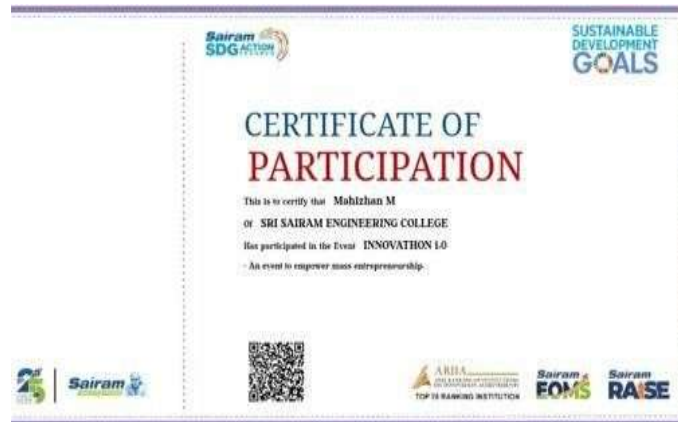 Sairam
SDG ACTION
SUSTAINABLE
DEVELOPMENT
GOALS
CERTIFICATE OF
PARTICIPATION
This is to certify that Mahizhan M
Of SRI SAIRAM ENGINEERING COLLEGE
Has participated in the Event INNOVATHON 1.0
- An event to empower mass entrepreneurship.
25
Sairam
ARIIA
TOP 10 RANKING INSTITUTION
Sairam
EOMS
Sairam
RAISE